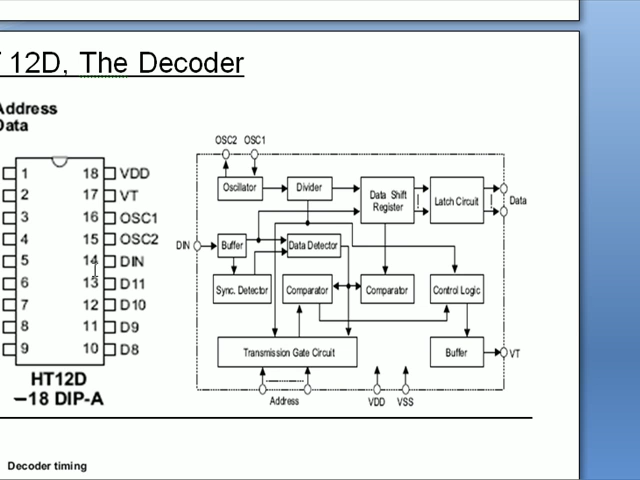 T 12D, The Decoder
Address
Data
1 18 VDD
2 17 VT
3 16 OSC1
4 15 OSC2
5 14 DIN
6 13 D11
7 12 D10
8 11 D9
9 10 D8
HT12D
–18 DIP-A
OSC2 OSC1
Oscillator
Divider
Data Shift
Register
Latch Circuit
Data
DIN
Buffer
Data Detector
Sync. Detector
Comparator
Comparator
Control Logic
Transmission Gate Circuit
Buffer
VT
Address
VDD
VSS
Decoder timing